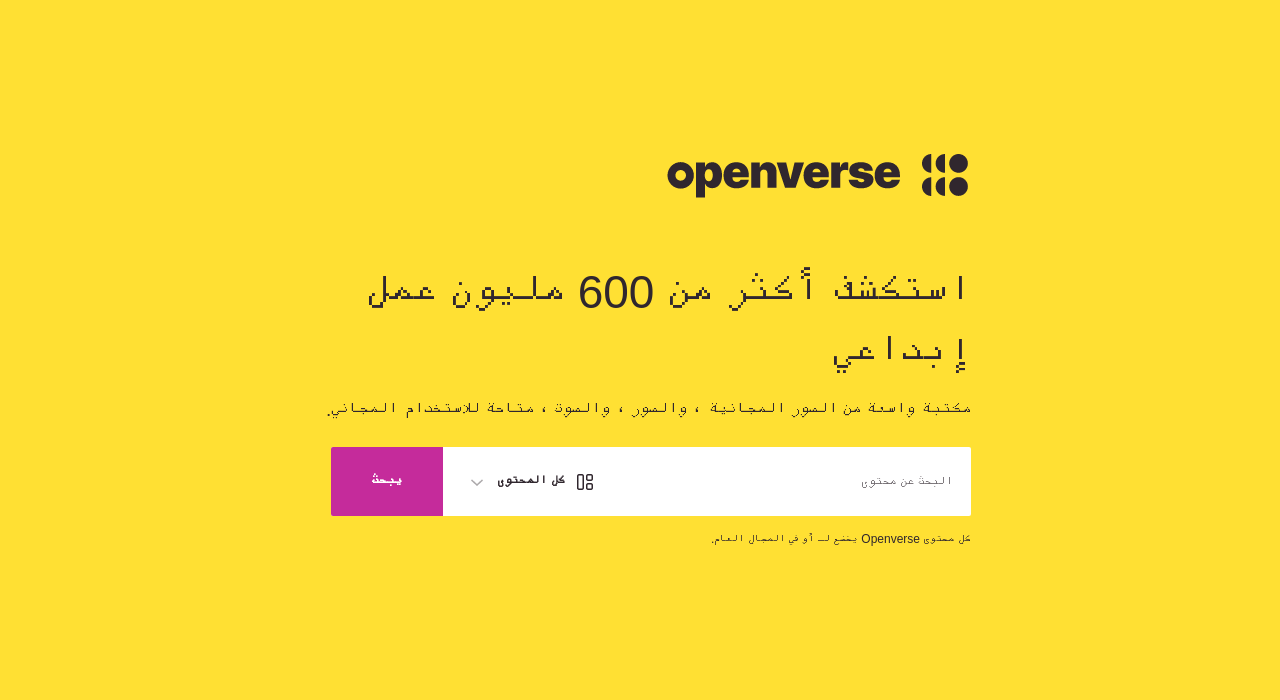 openverse
استكشف أكثر من 600 مليون عمل
إبداعي
مكتبة واسعة من الصور المجانية ، والصور ، والصوت ، متاحة للاستخدام المجاني.
البحث عن محتوى
كل المحتوى
يبحث
كل محتوى Openverse يخضع لـ أو في المجال العام.